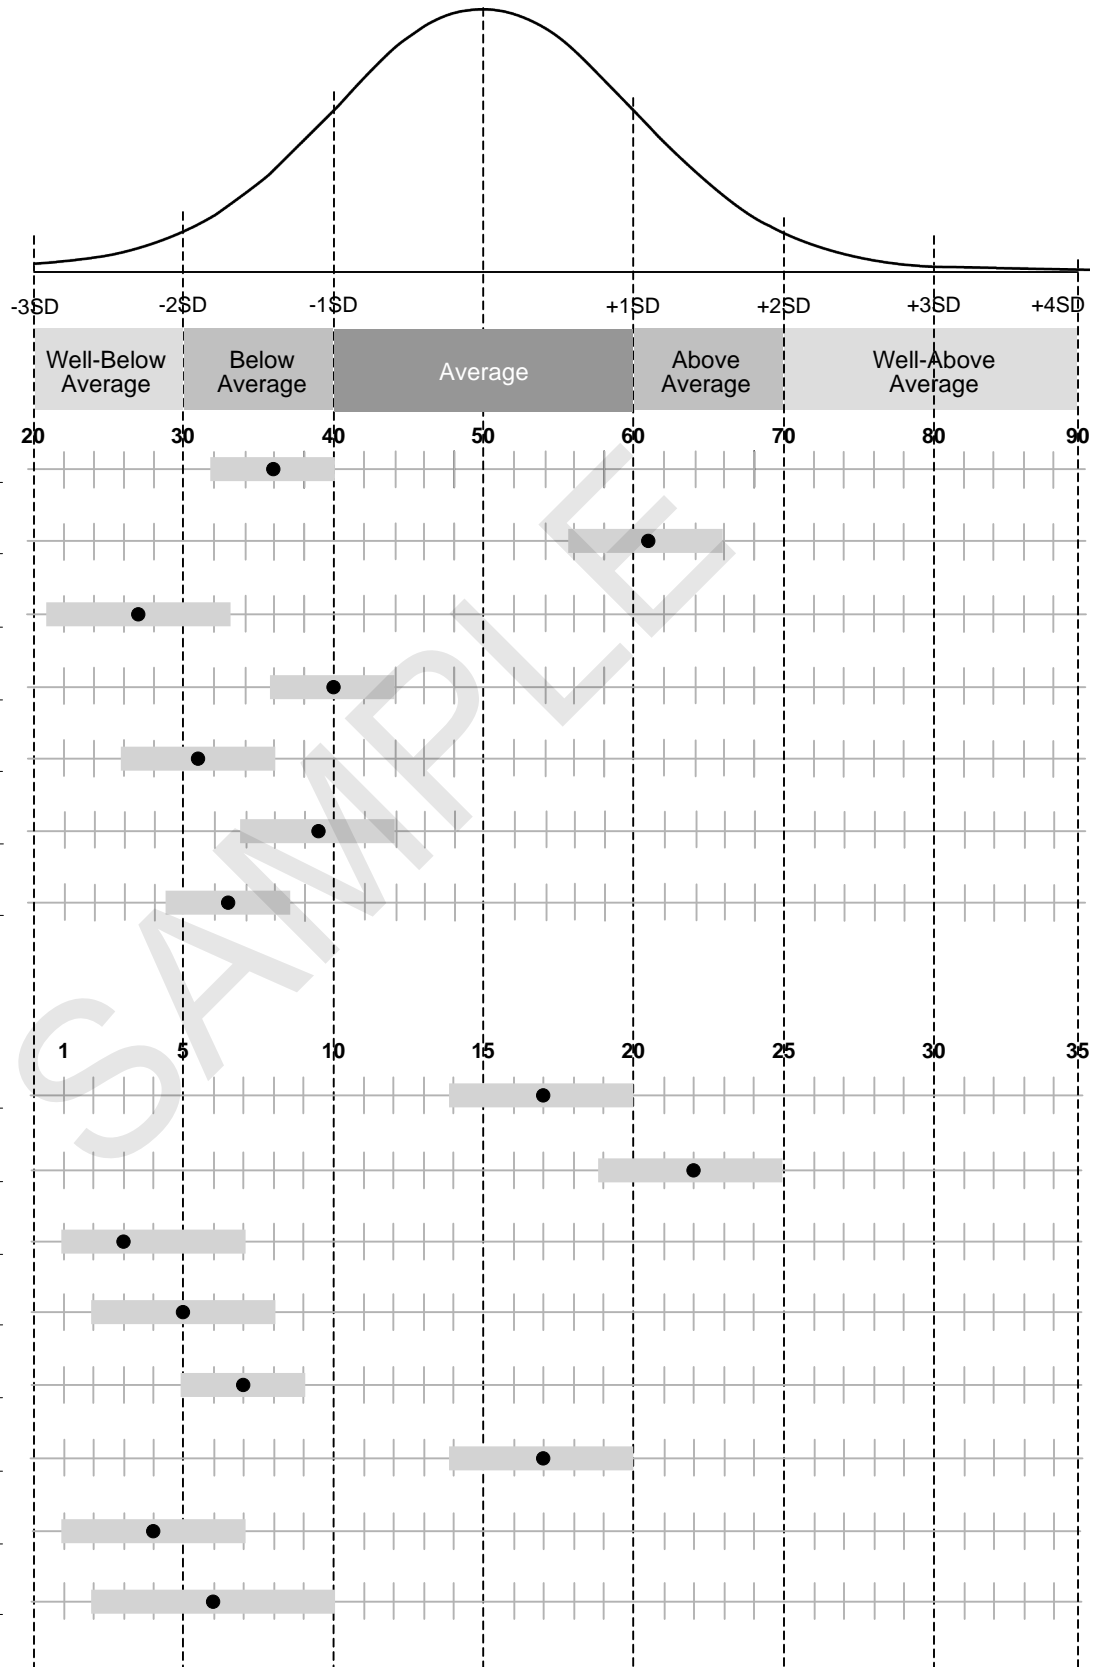 -3SD -2SD -1SD +1SD +2SD +3SD +4SD
Well-Below Average
Below Average
Average
Above Average
Well-Above Average
20 30 40 50 60 70 80 90
SAMPLE
1 5 10 15 20 25 30 35